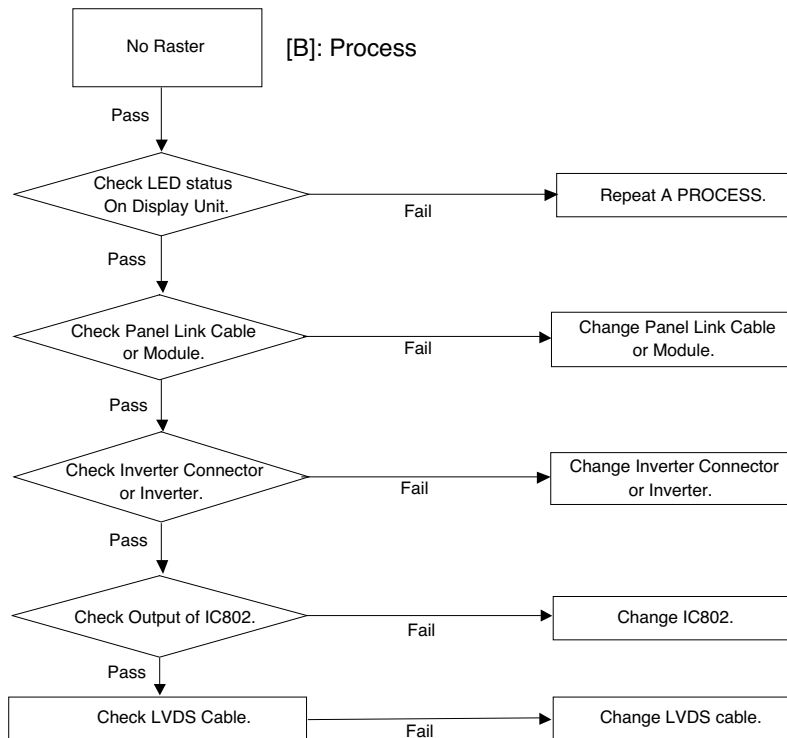 No Raster
[B]: Process
Pass
Check LED status
On Display Unit.
Fail
Repeat A PROCESS.
Pass
Check Panel Link Cable
or Module.
Fail
Change Panel Link Cable
or Module.
Pass
Check Inverter Connector
or Inverter.
Fail
Change Inverter Connector
or Inverter.
Pass
Check Output of IC802.
Fail
Change IC802.
Pass
Check LVDS Cable.
Fail
Change LVDS cable.